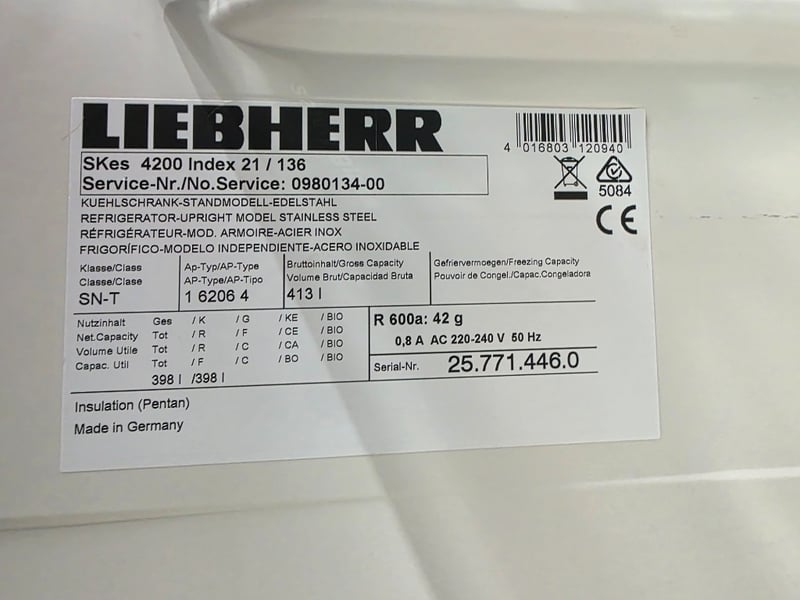 LIEBHERR
4 016803 120940
SKes 4200 Index 21 / 136
Service-Nr./No.Service: 0980134-00
5084
CE
KUEHLSCHRANK-STANDMODELL-EDELSTAHL
REFRIGERATOR-UPRIGHT MODEL STAINLESS STEEL
RÉFRIGÉRATEUR-MOD. ARMOIRE-ACIER INOX
FRIGORÍFICO-MODELO INDEPENDIENTE-ACERO INOXIDABLE
Klasse/Class Ap-Typ/AP-Type Bruttoinhalt/Gross Capacity Gefriervermoegen/Freezing Capacity
Classe/Clase AP-Type/AP-Tipo Volume Brut/Capacidad Bruta Pouvoir de Congel./Capac.Congeladora
SN-T 1 6206 4 413 l
Nutzinhalt Ges / K / G / KE / BIO
Net.Capacity Tot / R / F / CE / BIO
Volume Utile Tot / R / C / CA / BIO
Capac. Util Tot / F / C / BO / BIO
398 l /398 l
R 600a: 42 g
0,8 A AC 220-240 V 50 Hz
Serial-Nr. 25.771.446.0
Insulation (Pentan)
Made in Germany